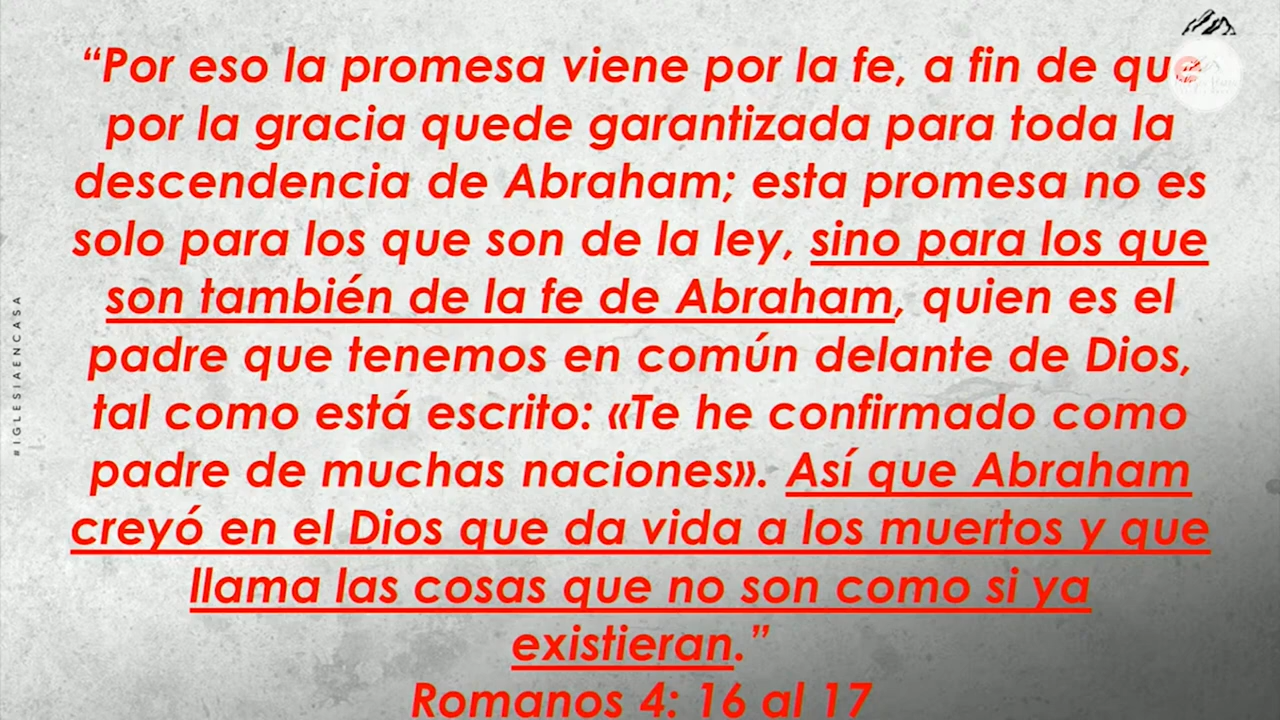 “Por eso la promesa viene por la fe, a fin de que
por la gracia quede garantizada para toda la
descendencia de Abraham; esta promesa no es
solo para los que son de la ley, sino para los que
son también de la fe de Abraham, quien es el
padre que tenemos en común delante de Dios,
tal como está escrito: «Te he confirmado como
padre de muchas naciones». Así que Abraham
creyó en el Dios que da vida a los muertos y que
llama las cosas que no son como si ya
existieran.”
Romanos 4: 16 al 17
#IGLESIAENCASA